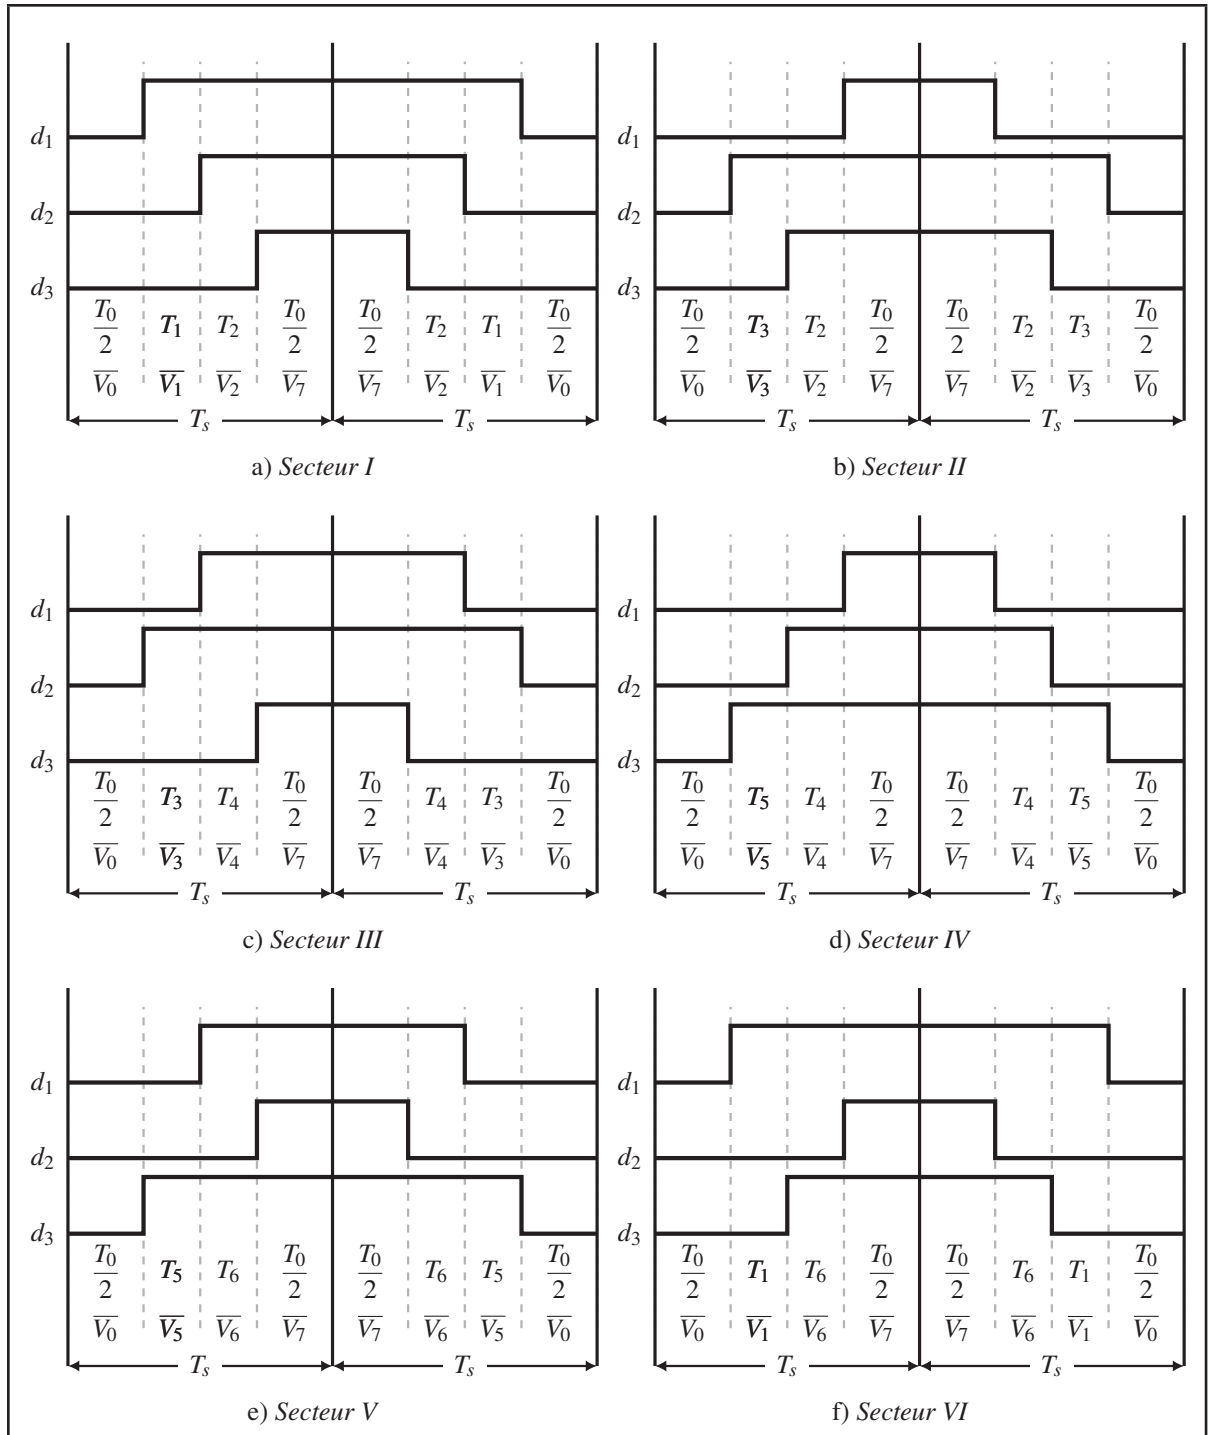 d1
d2
d3
T0/2 T1 T2 T0/2 T0/2 T2 T1 T0/2
V0 V1 V2 V7 V7 V2 V1 V0
Ts Ts
a) Secteur I
d1
d2
d3
T0/2 T3 T2 T0/2 T0/2 T2 T3 T0/2
V0 V3 V2 V7 V7 V2 V3 V0
Ts Ts
b) Secteur II
d1
d2
d3
T0/2 T3 T4 T0/2 T0/2 T4 T3 T0/2
V0 V3 V4 V7 V7 V4 V3 V0
Ts Ts
c) Secteur III
d1
d2
d3
T0/2 T5 T4 T0/2 T0/2 T4 T5 T0/2
V0 V5 V4 V7 V7 V4 V5 V0
Ts Ts
d) Secteur IV
d1
d2
d3
T0/2 T5 T6 T0/2 T0/2 T6 T5 T0/2
V0 V5 V6 V7 V7 V6 V5 V0
Ts Ts
e) Secteur V
d1
d2
d3
T0/2 T1 T6 T0/2 T0/2 T6 T1 T0/2
V0 V1 V6 V7 V7 V6 V1 V0
Ts Ts
f) Secteur VI